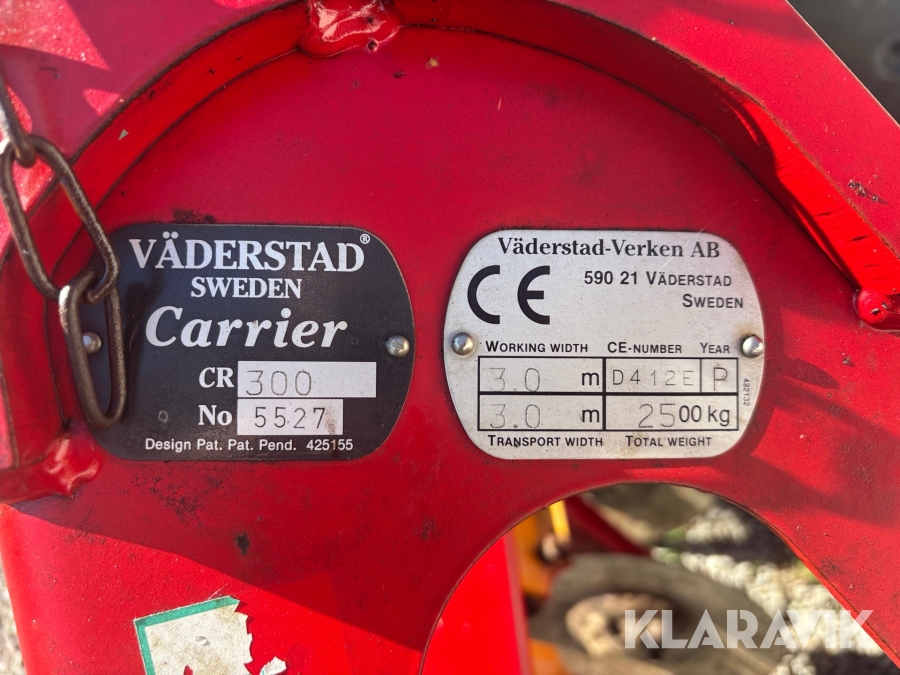 VÄDERSTAD®
SWEDEN
Carrier
CR 300
No 5527
Design Pat. Pat. Pend. 425155
Väderstad-Verken AB
CE
590 21 VÄDERSTAD
SWEDEN
WORKING WIDTH CE-NUMBER YEAR
3.0 m D412E P
3.0 m 2500 kg
TRANSPORT WIDTH TOTAL WEIGHT
432132
KLARAVIK